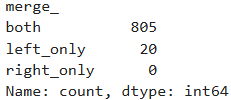 merge_
both          805
left_only      20
right_only      0
Name: count, dtype: int64